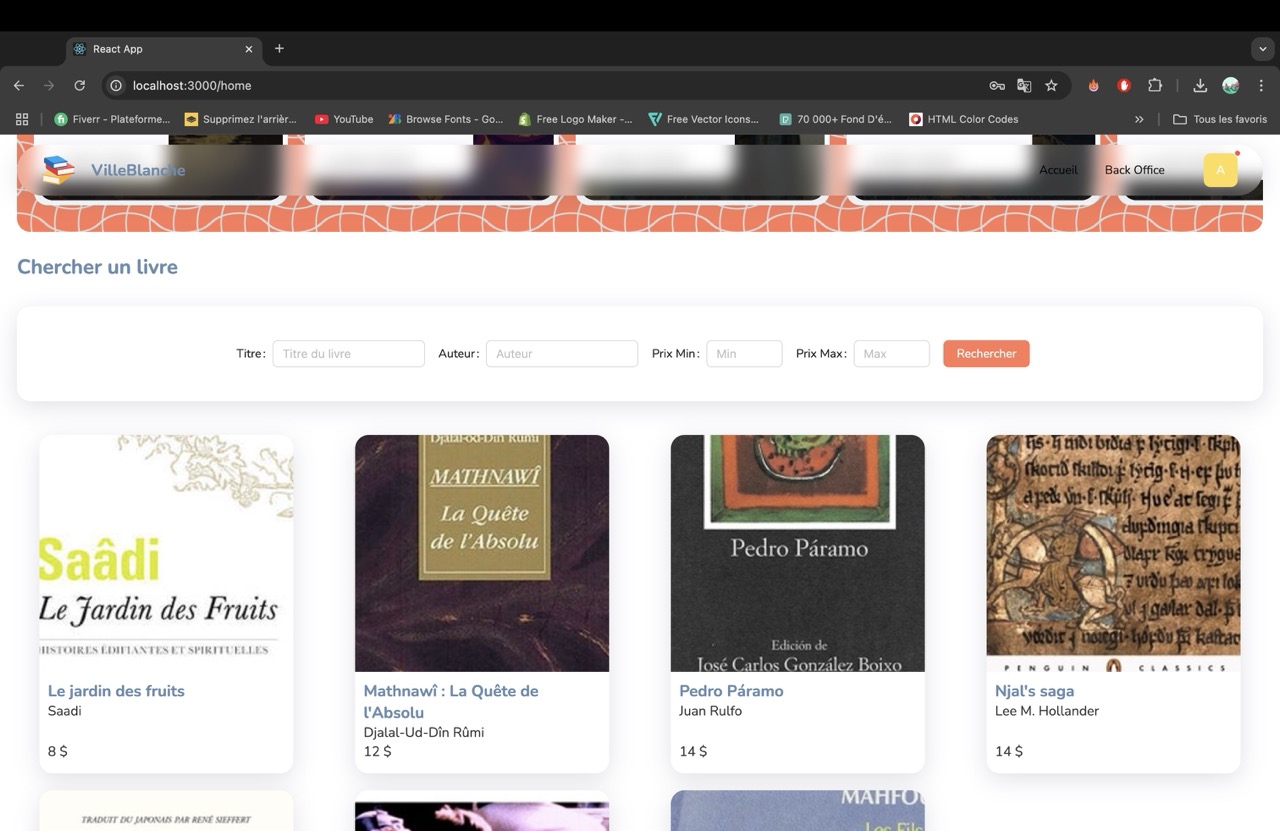 React App
localhost:3000/home
Fiverr - Plateforme...
Supprimez l'arrièr...
YouTube
Browse Fonts - Go...
Free Logo Maker -...
Free Vector Icons...
70 000+ Fond D'é...
HTML Color Codes
Tous les favoris
VilleBlanche
Accueil
Back Office
A
Chercher un livre
Titre :
Titre du livre
Auteur :
Auteur
Prix Min :
Min
Prix Max :
Max
Rechercher
Saâdi
Le Jardin des Fruits
HISTOIRES ÉDIFIANTES ET SPIRITUELLES
Le jardin des fruits
Saadi
8 $
Djalâl-od-Dîn Rûmî
MATHNAWÎ
La Quête
de l'Absolu
Mathnawî : La Quête de
l'Absolu
Djalal-Ud-Dîn Rûmi
12 $
Pedro Páramo
Edición de
José Carlos González Boixo
Pedro Páramo
Juan Rulfo
14 $
PENGUIN CLASSICS
Njal's saga
Lee M. Hollander
14 $
TRADUIT DU JAPONAIS PAR RENÉ SIEFFERT
MAHFOU
Les Fils